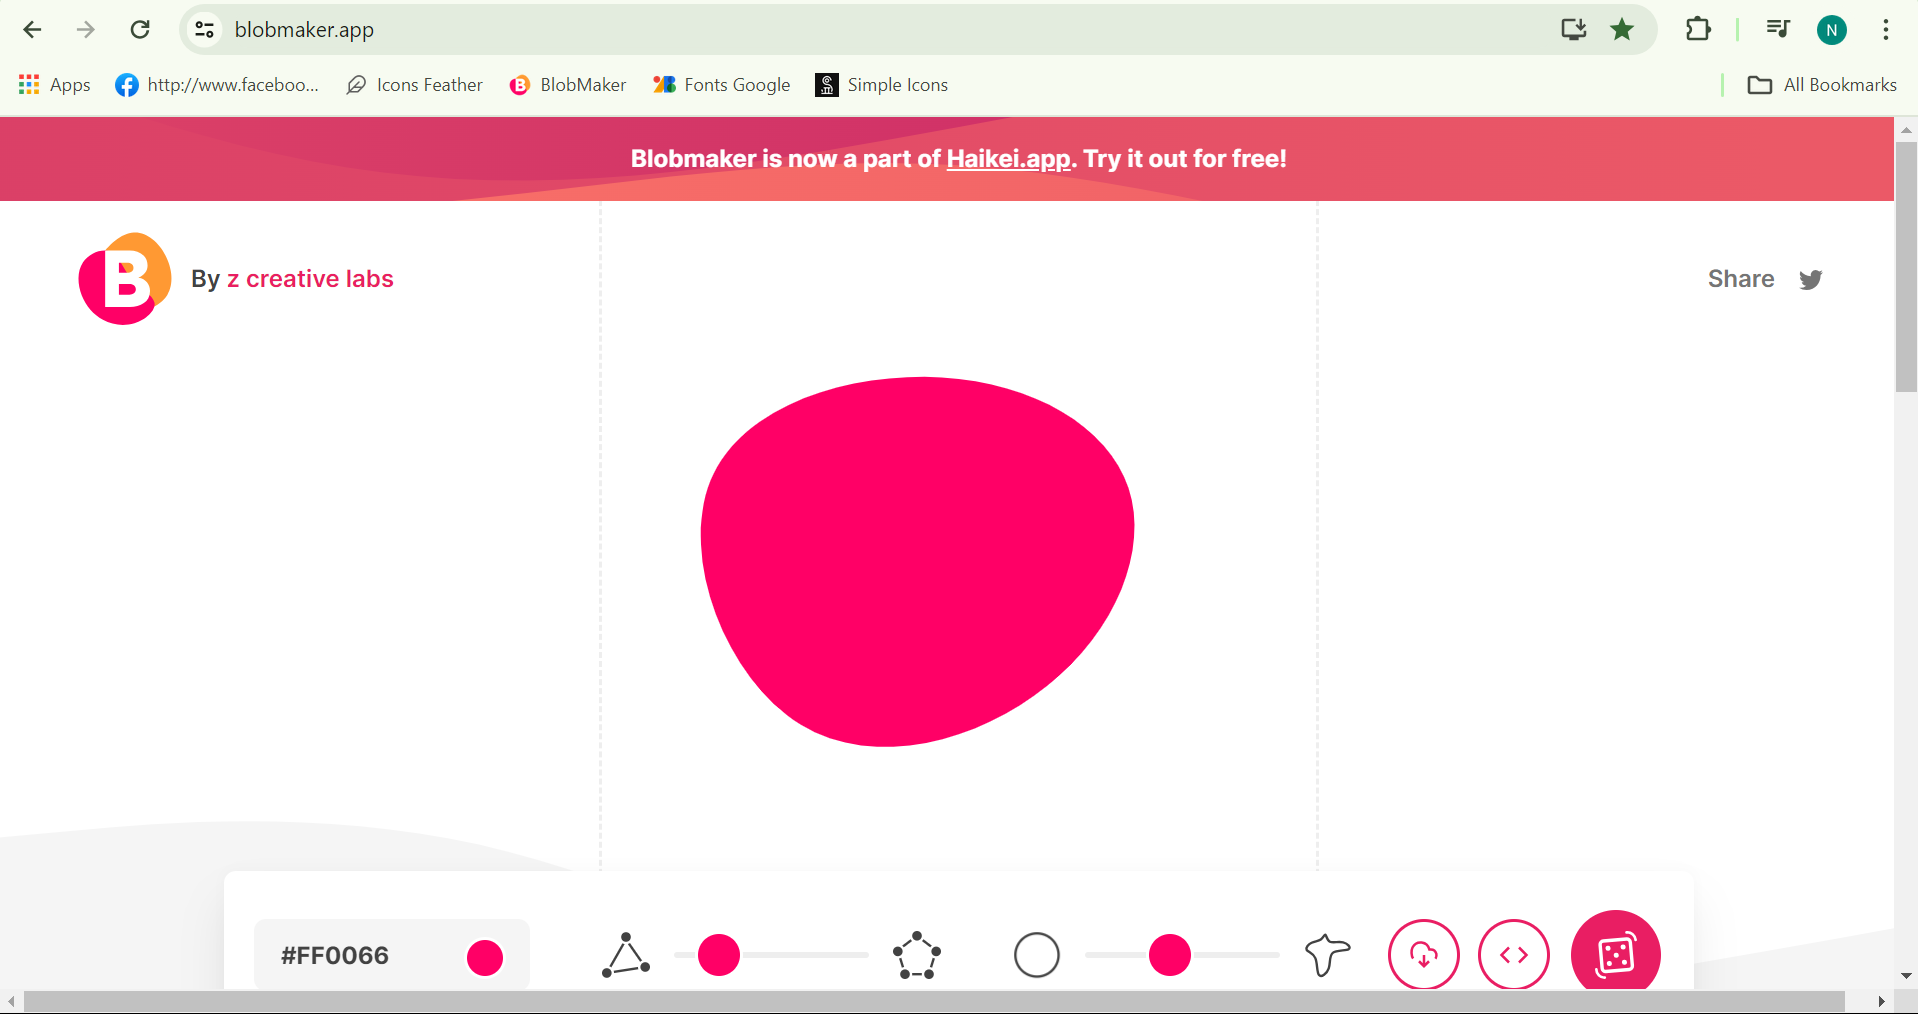 blobmaker.app
N
Apps
http://www.faceboo...
Icons Feather
BlobMaker
Fonts Google
Simple Icons
All Bookmarks
Blobmaker is now a part of Haikei.app. Try it out for free!
B
By z creative labs
Share
#FF0066